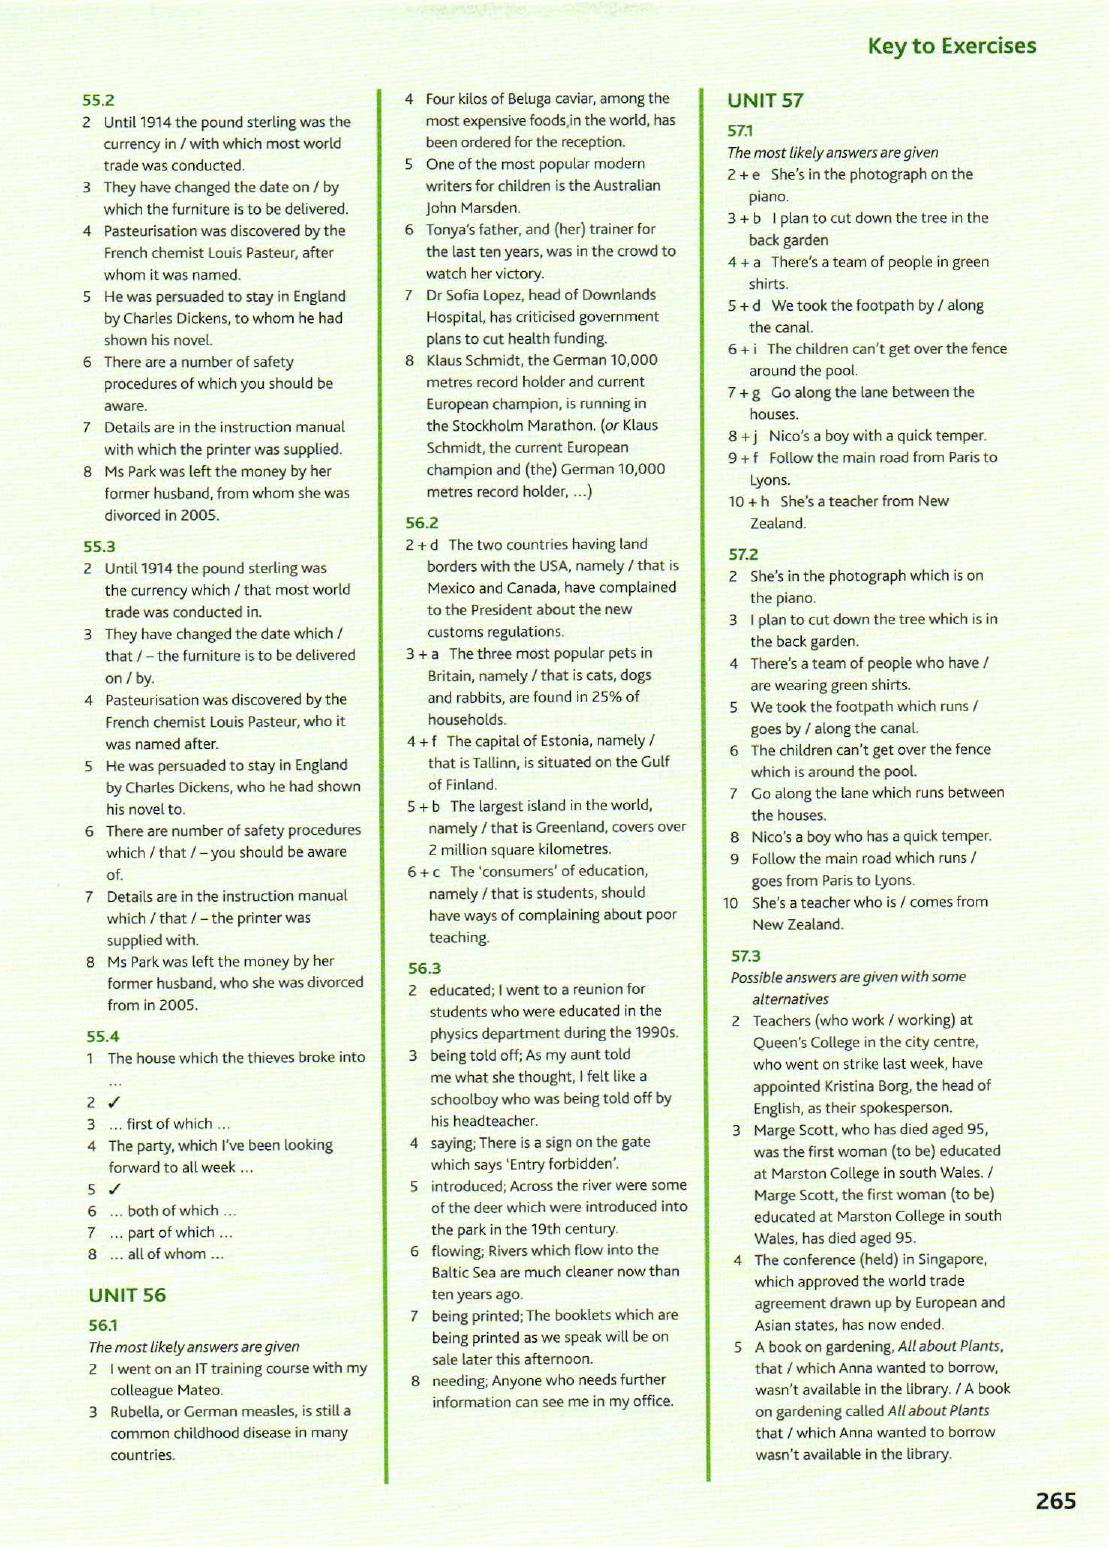 Key to Exercises
55.2
2 Until 1914 the pound sterling was the
currency in / with which most world
trade was conducted.
3 They have changed the date on / by
which the furniture is to be delivered.
4 Pasteurisation was discovered by the
French chemist Louis Pasteur, after
whom it was named.
5 He was persuaded to stay in England
by Charles Dickens, to whom he had
shown his novel.
6 There are a number of safety
procedures of which you should be
aware.
7 Details are in the instruction manual
with which the printer was supplied.
8 Ms Park was left the money by her
former husband, from whom she was
divorced in 2005.
55.3
2 Until 1914 the pound sterling was
the currency which / that most world
trade was conducted in.
3 They have changed the date which /
that / – the furniture is to be delivered
on / by.
4 Pasteurisation was discovered by the
French chemist Louis Pasteur, who it
was named after.
5 He was persuaded to stay in England
by Charles Dickens, who he had shown
his novel to.
6 There are number of safety procedures
which / that / – you should be aware
of.
7 Details are in the instruction manual
which / that / – the printer was
supplied with.
8 Ms Park was left the money by her
former husband, who she was divorced
from in 2005.
55.4
1 The house which the thieves broke into
...
2 ✓
3 ... first of which ...
4 The party, which I've been looking
forward to all week ...
5 ✓
6 ... both of which ...
7 ... part of which ...
8 ... all of whom ...
UNIT 56
56.1
The most likely answers are given
2 I went on an IT training course with my
colleague Mateo.
3 Rubella, or German measles, is still a
common childhood disease in many
countries.
4 Four kilos of Beluga caviar, among the
most expensive foods in the world, has
been ordered for the reception.
5 One of the most popular modern
writers for children is the Australian
John Marsden.
6 Tonya's father, and (her) trainer for
the last ten years, was in the crowd to
watch her victory.
7 Dr Sofia Lopez, head of Downlands
Hospital, has criticised government
plans to cut health funding.
8 Klaus Schmidt, the German 10,000
metres record holder and current
European champion, is running in
the Stockholm Marathon. (or Klaus
Schmidt, the current European
champion and (the) German 10,000
metres record holder, ...)
56.2
2 + d The two countries having land
borders with the USA, namely / that is
Mexico and Canada, have complained
to the President about the new
customs regulations.
3 + a The three most popular pets in
Britain, namely / that is cats, dogs
and rabbits, are found in 25% of
households.
4 + f The capital of Estonia, namely /
that is Tallinn, is situated on the Gulf
of Finland.
5 + b The largest island in the world,
namely / that is Greenland, covers over
2 million square kilometres.
6 + c The 'consumers' of education,
namely / that is students, should
have ways of complaining about poor
teaching.
56.3
2 educated; I went to a reunion for
students who were educated in the
physics department during the 1990s.
3 being told off; As my aunt told
me what she thought, I felt like a
schoolboy who was being told off by
his headteacher.
4 saying; There is a sign on the gate
which says 'Entry forbidden'.
5 introduced; Across the river were some
of the deer which were introduced into
the park in the 19th century.
6 flowing; Rivers which flow into the
Baltic Sea are much cleaner now than
ten years ago.
7 being printed; The booklets which are
being printed as we speak will be on
sale later this afternoon.
8 needing; Anyone who needs further
information can see me in my office.
UNIT 57
57.1
The most likely answers are given
2 + e She's in the photograph on the
piano.
3 + b I plan to cut down the tree in the
back garden
4 + a There's a team of people in green
shirts.
5 + d We took the footpath by / along
the canal.
6 + i The children can't get over the fence
around the pool.
7 + g Go along the lane between the
houses.
8 + j Nico's a boy with a quick temper.
9 + f Follow the main road from Paris to
Lyons.
10 + h She's a teacher from New
Zealand.
57.2
2 She's in the photograph which is on
the piano.
3 I plan to cut down the tree which is in
the back garden.
4 There's a team of people who have /
are wearing green shirts.
5 We took the footpath which runs /
goes by / along the canal.
6 The children can't get over the fence
which is around the pool.
7 Go along the lane which runs between
the houses.
8 Nico's a boy who has a quick temper.
9 Follow the main road which runs /
goes from Paris to Lyons.
10 She's a teacher who is / comes from
New Zealand.
57.3
Possible answers are given with some
alternatives
2 Teachers (who work / working) at
Queen's College in the city centre,
who went on strike last week, have
appointed Kristina Borg, the head of
English, as their spokesperson.
3 Marge Scott, who has died aged 95,
was the first woman (to be) educated
at Marston College in south Wales. /
Marge Scott, the first woman (to be)
educated at Marston College in south
Wales, has died aged 95.
4 The conference (held) in Singapore,
which approved the world trade
agreement drawn up by European and
Asian states, has now ended.
5 A book on gardening, All about Plants,
that / which Anna wanted to borrow,
wasn't available in the library. / A book
on gardening called All about Plants
that / which Anna wanted to borrow
wasn't available in the library.
265